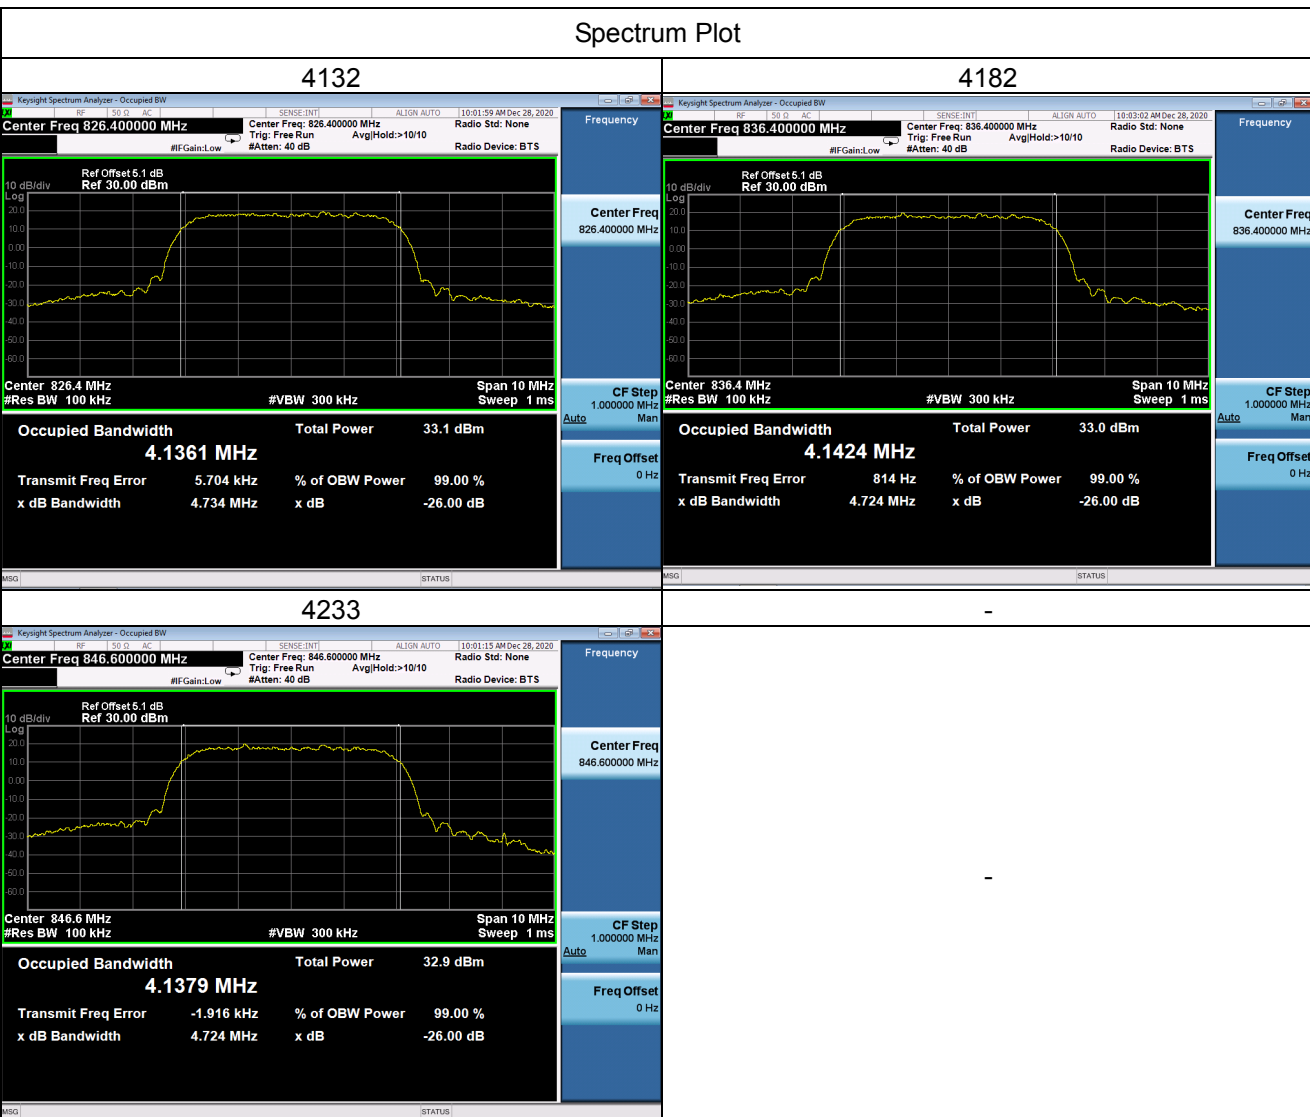 Spectrum Plot
4132
4182
Keysight Spectrum Analyzer - Occupied BW
RF 50 Ω AC SENSE:INT ALIGN AUTO 10:01:59 AM Dec 28, 2020
Center Freq 826.400000 MHz
Center Freq: 826.400000 MHz
Radio Std: None
Trig: Free Run Avg|Hold:>10/10
#IFGain:Low
#Atten: 40 dB
Radio Device: BTS
Ref Offset 5.1 dB
10 dB/div Ref 30.00 dBm
Log
20.0
10.0
0.00
-10.0
-20.0
-30.0
-40.0
-50.0
-60.0
Center 826.4 MHz
Span 10 MHz
#Res BW 100 kHz
#VBW 300 kHz
Sweep 1 ms
Occupied Bandwidth
Total Power 33.1 dBm
4.1361 MHz
Transmit Freq Error 5.704 kHz % of OBW Power 99.00 %
x dB Bandwidth 4.734 MHz x dB -26.00 dB
MSG
STATUS
Frequency
Center Freq
826.400000 MHz
CF Step
1.000000 MHz
Auto Man
Freq Offset
0 Hz
Keysight Spectrum Analyzer - Occupied BW
RF 50 Ω AC SENSE:INT ALIGN AUTO 10:03:02 AM Dec 28, 2020
Center Freq 836.400000 MHz
Center Freq: 836.400000 MHz
Radio Std: None
Trig: Free Run Avg|Hold:>10/10
#IFGain:Low
#Atten: 40 dB
Radio Device: BTS
Ref Offset 5.1 dB
10 dB/div Ref 30.00 dBm
Log
20.0
10.0
0.00
-10.0
-20.0
-30.0
-40.0
-50.0
-60.0
Center 836.4 MHz
Span 10 MHz
#Res BW 100 kHz
#VBW 300 kHz
Sweep 1 ms
Occupied Bandwidth
Total Power 33.0 dBm
4.1424 MHz
Transmit Freq Error 814 Hz % of OBW Power 99.00 %
x dB Bandwidth 4.724 MHz x dB -26.00 dB
MSG
STATUS
Frequency
Center Freq
836.400000 MHz
CF Step
1.000000 MHz
Auto Man
Freq Offset
0 Hz
4233
-
Keysight Spectrum Analyzer - Occupied BW
RF 50 Ω AC SENSE:INT ALIGN AUTO 10:01:15 AM Dec 28, 2020
Center Freq 846.600000 MHz
Center Freq: 846.600000 MHz
Radio Std: None
Trig: Free Run Avg|Hold:>10/10
#IFGain:Low
#Atten: 40 dB
Radio Device: BTS
Ref Offset 5.1 dB
10 dB/div Ref 30.00 dBm
Log
20.0
10.0
0.00
-10.0
-20.0
-30.0
-40.0
-50.0
-60.0
Center 846.6 MHz
Span 10 MHz
#Res BW 100 kHz
#VBW 300 kHz
Sweep 1 ms
Occupied Bandwidth
Total Power 32.9 dBm
4.1379 MHz
Transmit Freq Error -1.916 kHz % of OBW Power 99.00 %
x dB Bandwidth 4.724 MHz x dB -26.00 dB
MSG
STATUS
Frequency
Center Freq
846.600000 MHz
CF Step
1.000000 MHz
Auto Man
Freq Offset
0 Hz
-